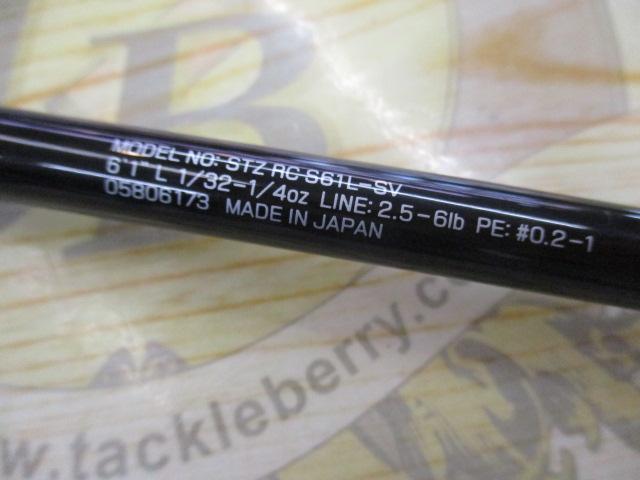 B
MODEL NO: STZ RC S61L-SV
6'1" L 1/32-1/4oz LINE: 2.5-6lb PE: #0.2-1
05806173 MADE IN JAPAN
www.tackleberry.c